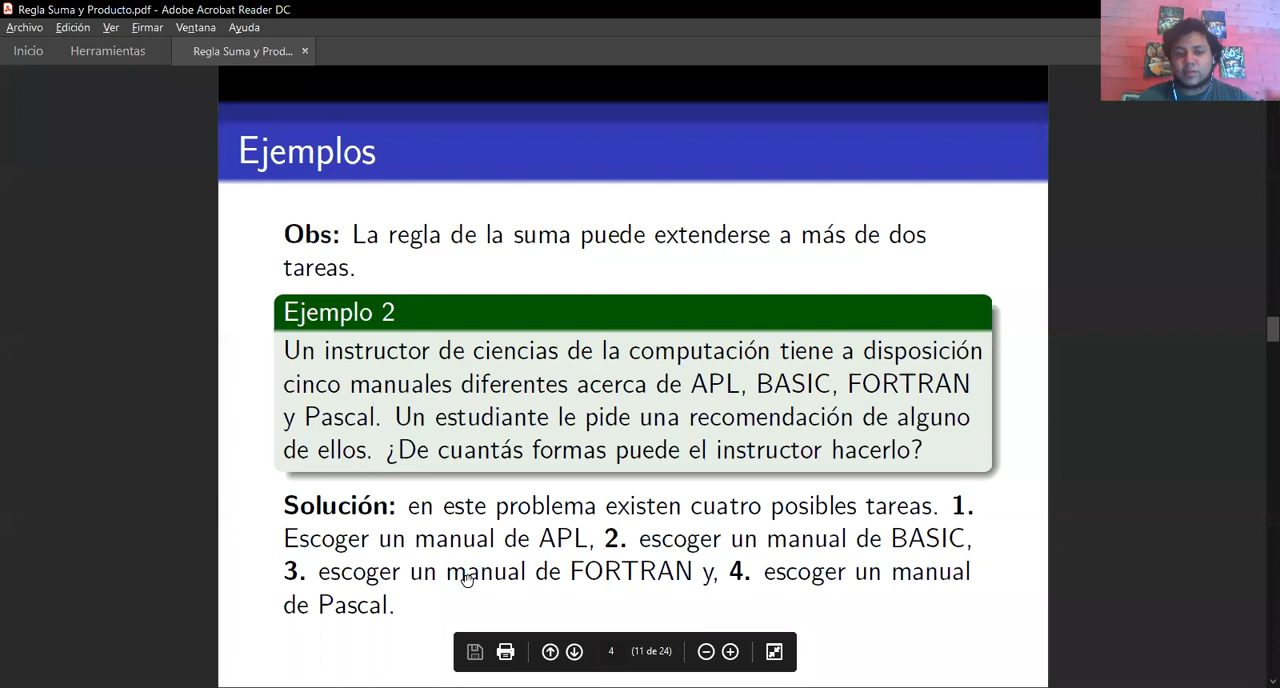 Regla Suma y Producto.pdf - Adobe Acrobat Reader DC
Archivo Edición Ver Firmar Ventana Ayuda
Inicio Herramientas Regla Suma y Prod... ×
Ejemplos
Obs: La regla de la suma puede extenderse a más de dos
tareas.
Ejemplo 2
Un instructor de ciencias de la computación tiene a disposición
cinco manuales diferentes acerca de APL, BASIC, FORTRAN
y Pascal. Un estudiante le pide una recomendación de alguno
de ellos. ¿De cuantás formas puede el instructor hacerlo?
Solución: en este problema existen cuatro posibles tareas. 1.
Escoger un manual de APL, 2. escoger un manual de BASIC,
3. escoger un manual de FORTRAN y, 4. escoger un manual
de Pascal.
4 (11 de 24)